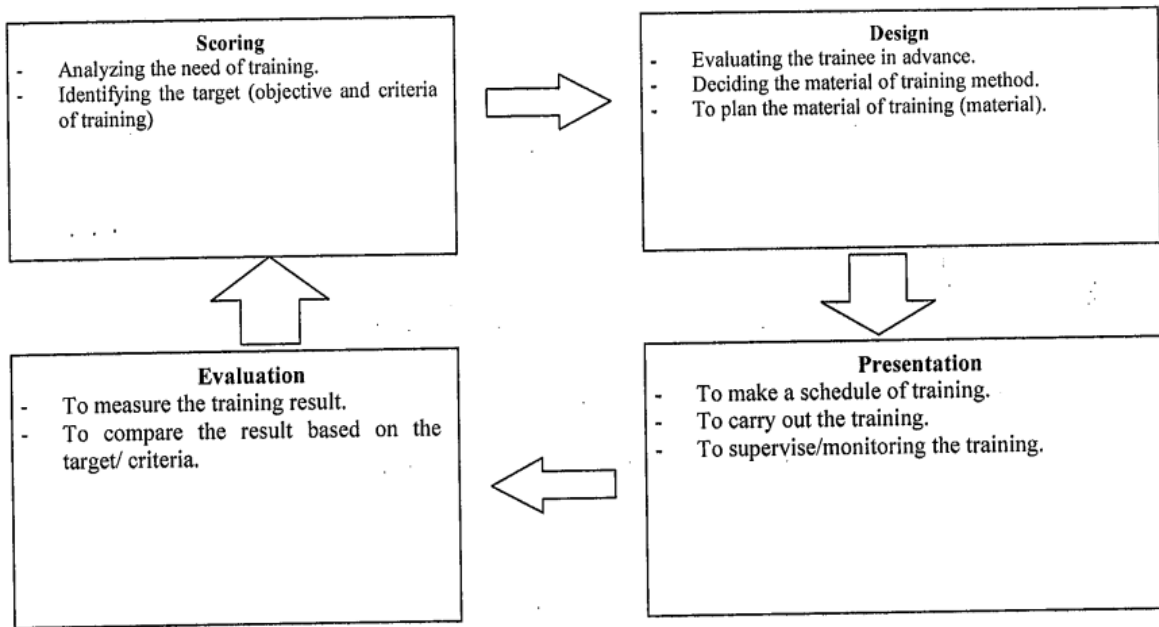 Scoring
- Analyzing the need of training.
- Identifying the target (objective and criteria
of training)
Design
- Evaluating the trainee in advance.
- Deciding the material of training method.
- To plan the material of training (material).
Evaluation
- To measure the training result.
- To compare the result based on the
target/ criteria.
Presentation
- To make a schedule of training.
- To carry out the training.
- To supervise/monitoring the training.